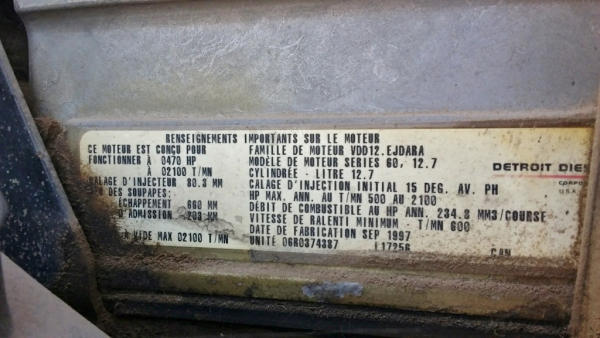 RENSEIGNEMENTS IMPORTANTS SUR LE MOTEUR
CE MOTEUR EST CONÇU POUR
FONCTIONNER À 0470 HP
À 02100 T/MN
CALAGE D'INJECTEUR 80.3 MM
DES SOUPAPES:
ÉCHAPPEMENT 660 MM
D'ADMISSION 203 MM
À VIDE MAX 02100 T/MN
FAMILLE DE MOTEUR VDD12.EJDARA
MODÈLE DE MOTEUR SERIES 60, 12.7
CYLINDRÉE - LITRE 12.7
CALAGE D'INJECTION INITIAL 15 DEG. AV. PH
HP MAX. ANN. AU T/MN 500 AU 2100
DÉBIT DE COMBUSTIBLE AU HP ANN. 234.8 MM3/COURSE
VITESSE DE RALENTI MINIMUM - T/MN 600
DATE DE FABRICATION SEP 1997
UNITÉ 06R0374387 L17256 CAN
DETROIT DIES
CORPO
U.S.A.